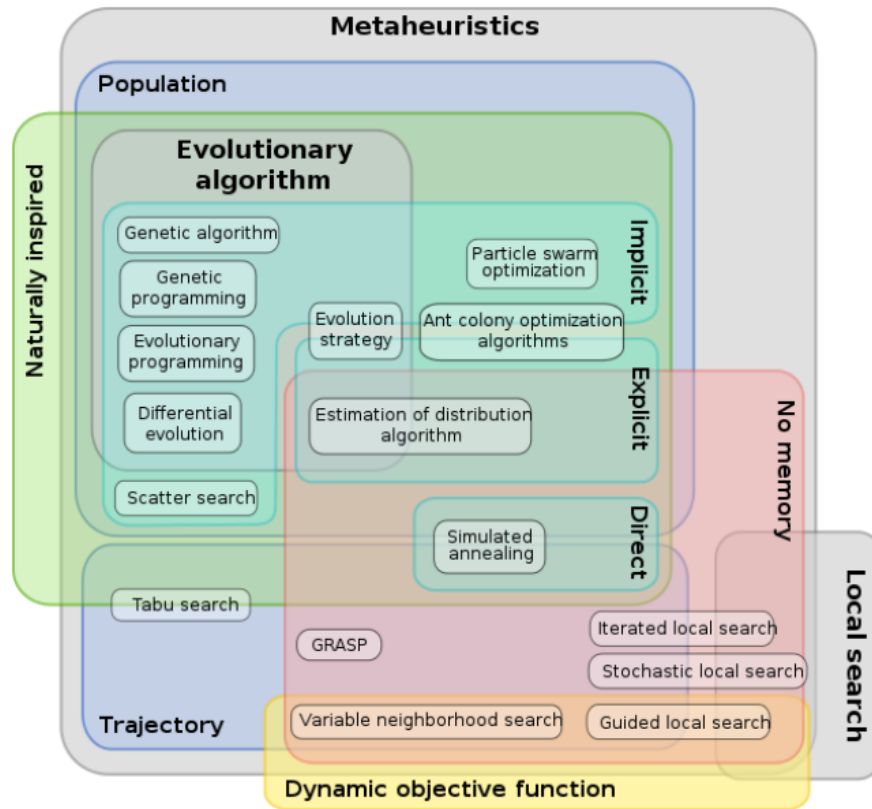 Metaheuristics
Population
Naturally inspired
Evolutionary
algorithm
Implicit
Genetic algorithm
Particle swarm
optimization
Genetic
programming
Evolution
strategy
Ant colony optimization
algorithms
Evolutionary
programming
Explicit
No memory
Differential
evolution
Estimation of distribution
algorithm
Scatter search
Direct
Simulated
annealing
Local search
Tabu search
GRASP
Iterated local search
Stochastic local search
Trajectory
Variable neighborhood search
Guided local search
Dynamic objective function